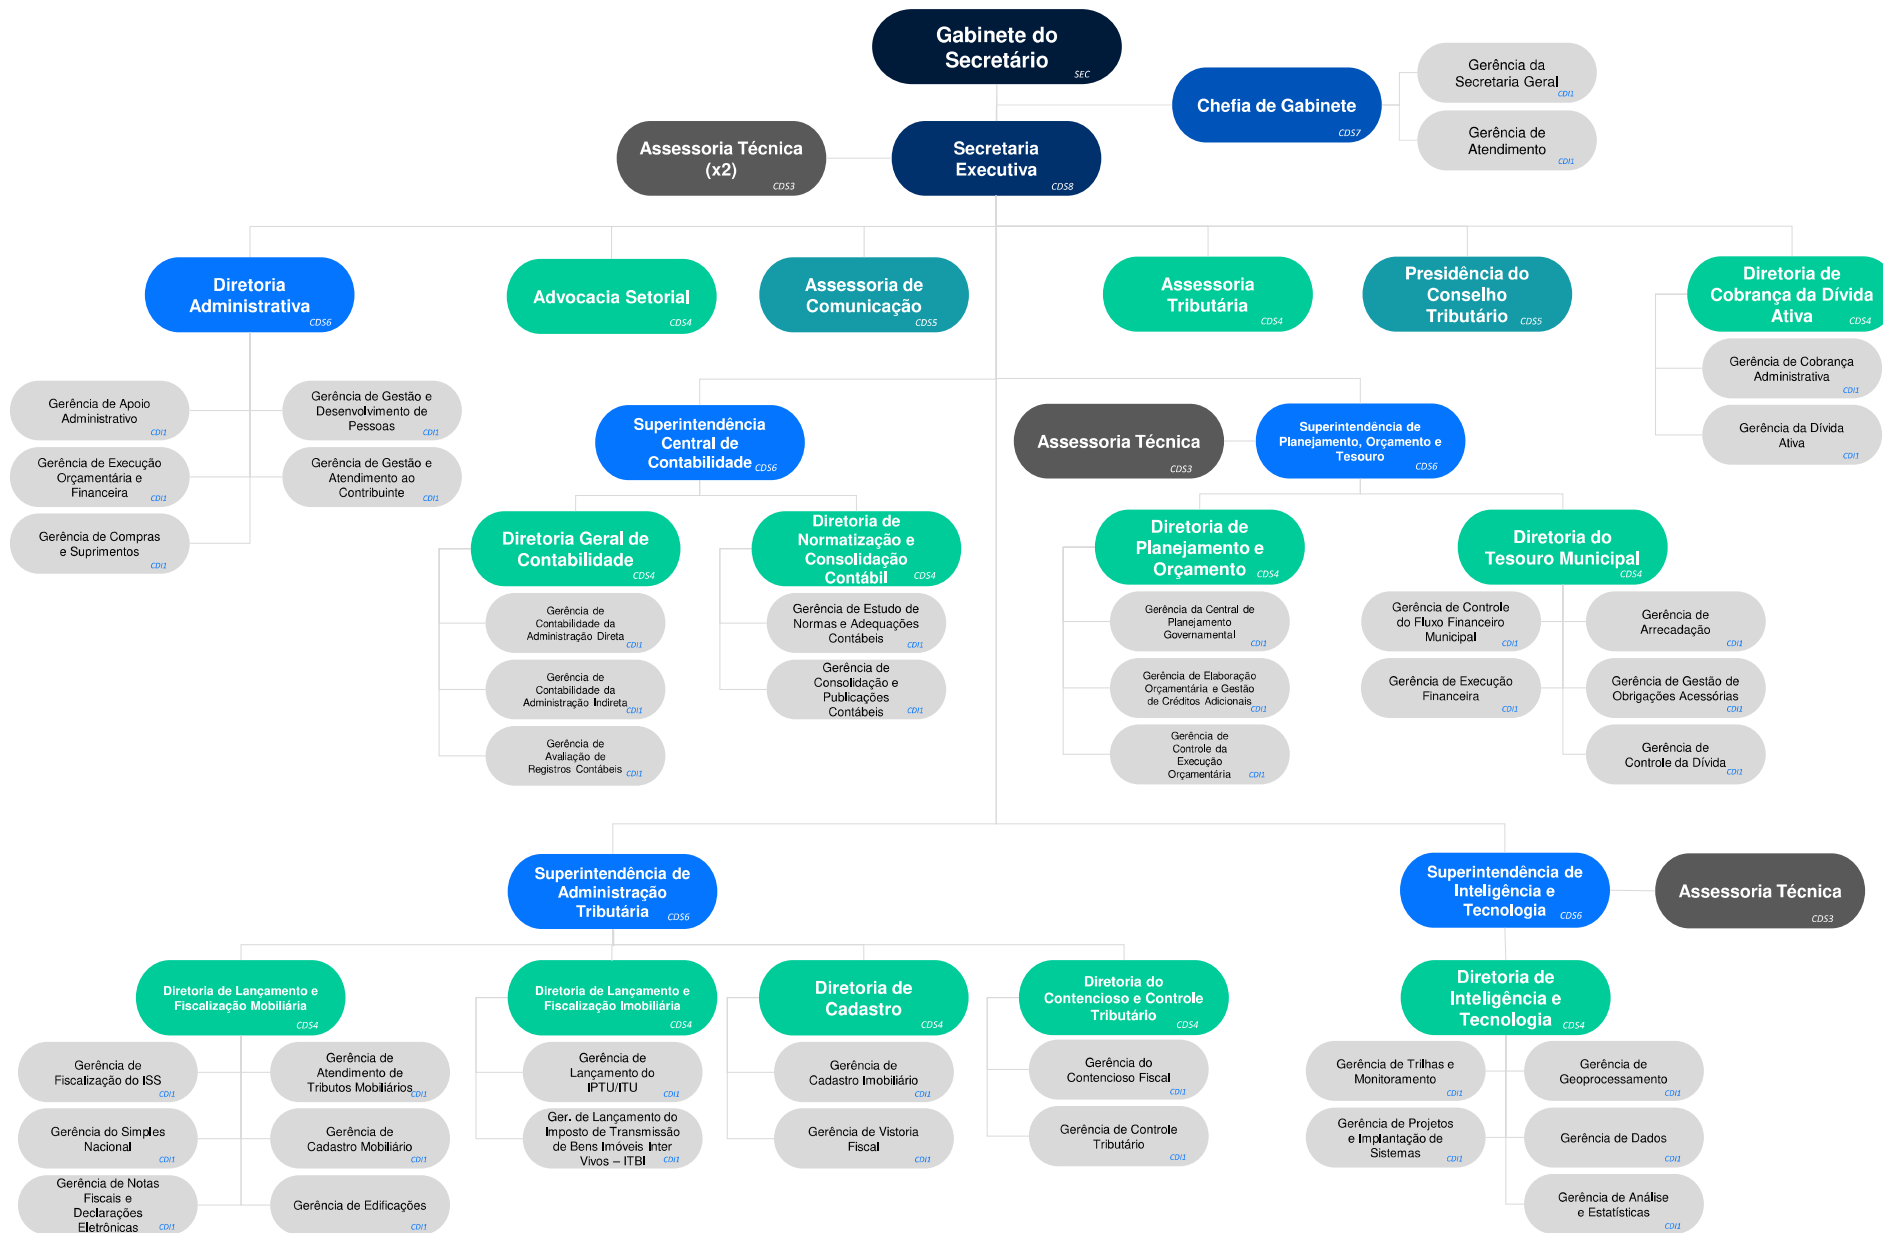 Gabinete do
Secretário
SEC
Chefia de Gabinete
CDS7
Gerência da
Secretaria Geral
CDI1
Gerência de
Atendimento
CDI1
Assessoria Técnica
(x2)
CDS3
Secretaria
Executiva
CDS8
Diretoria
Administrativa
CDS6
Advocacia Setorial
CDS4
Assessoria de
Comunicação
CDS5
Assessoria
Tributária
CDS4
Presidência do
Conselho
Tributário
CDS5
Diretoria de
Cobrança da Dívida
Ativa
CDS4
Gerência de Cobrança
Administrativa
CDI1
Gerência da Dívida
Ativa
CDI1
Gerência de Apoio
Administrativo
CDI1
Gerência de Gestão e
Desenvolvimento de
Pessoas
CDI1
Gerência de Execução
Orçamentária e
Financeira
CDI1
Gerência de Gestão e
Atendimento ao
Contribuinte
CDI1
Gerência de Compras
e Suprimentos
CDI1
Superintendência
Central de
Contabilidade
CDS6
Assessoria Técnica
CDS3
Superintendência de
Planejamento, Orçamento e
Tesouro
CDS6
Diretoria Geral de
Contabilidade
CDS4
Gerência de
Contabilidade da
Administração Direta
CDI1
Gerência de
Contabilidade da
Administração Indireta
CDI1
Gerência de
Avaliação de
Registros Contábeis
CDI1
Diretoria de
Normatização e
Consolidação
Contábil
CDS4
Gerência de Estudo de
Normas e Adequações
Contábeis
CDI1
Gerência de
Consolidação e
Publicações
Contábeis
CDI1
Diretoria de
Planejamento e
Orçamento
CDS4
Gerência da Central de
Planejamento
Governamental
CDI1
Gerência de Elaboração
Orçamentária e Gestão
de Créditos Adicionais
CDI1
Gerência de
Controle da
Execução
Orçamentária
CDI1
Diretoria do
Tesouro Municipal
CDS4
Gerência de Controle
do Fluxo Financeiro
Municipal
CDI1
Gerência de
Arrecadação
CDI1
Gerência de Execução
Financeira
CDI1
Gerência de Gestão de
Obrigações Acessórias
CDI1
Gerência de
Controle da Dívida
CDI1
Superintendência de
Administração
Tributária
CDS6
Superintendência de
Inteligência e
Tecnologia
CDS6
Assessoria Técnica
CDS3
Diretoria de Lançamento e
Fiscalização Mobiliária
CDS4
Gerência de
Fiscalização do ISS
CDI1
Gerência de
Atendimento de
Tributos Mobiliários
CDI1
Gerência do Simples
Nacional
CDI1
Gerência de
Cadastro Mobiliário
CDI1
Gerência de Notas
Fiscais e
Declarações
Eletrônicas
CDI1
Gerência de Edificações
CDI1
Diretoria de Lançamento e
Fiscalização Imobiliária
CDS4
Gerência de
Lançamento do
IPTU/ITU
CDI1
Ger. de Lançamento do
Imposto de Transmissão
de Bens Imóveis Inter
Vivos – ITBI
CDI1
Diretoria de
Cadastro
CDS4
Gerência de
Cadastro Imobiliário
CDI1
Gerência de Vistoria
Fiscal
CDI1
Diretoria do
Contencioso e Controle
Tributário
CDS4
Gerência do
Contencioso Fiscal
CDI1
Gerência de Controle
Tributário
CDI1
Diretoria de
Inteligência e
Tecnologia
CDS4
Gerência de Trilhas e
Monitoramento
CDI1
Gerência de
Geoprocessamento
CDI1
Gerência de Projetos
e Implantação de
Sistemas
CDI1
Gerência de Dados
CDI1
Gerência de Análise
e Estatísticas
CDI1